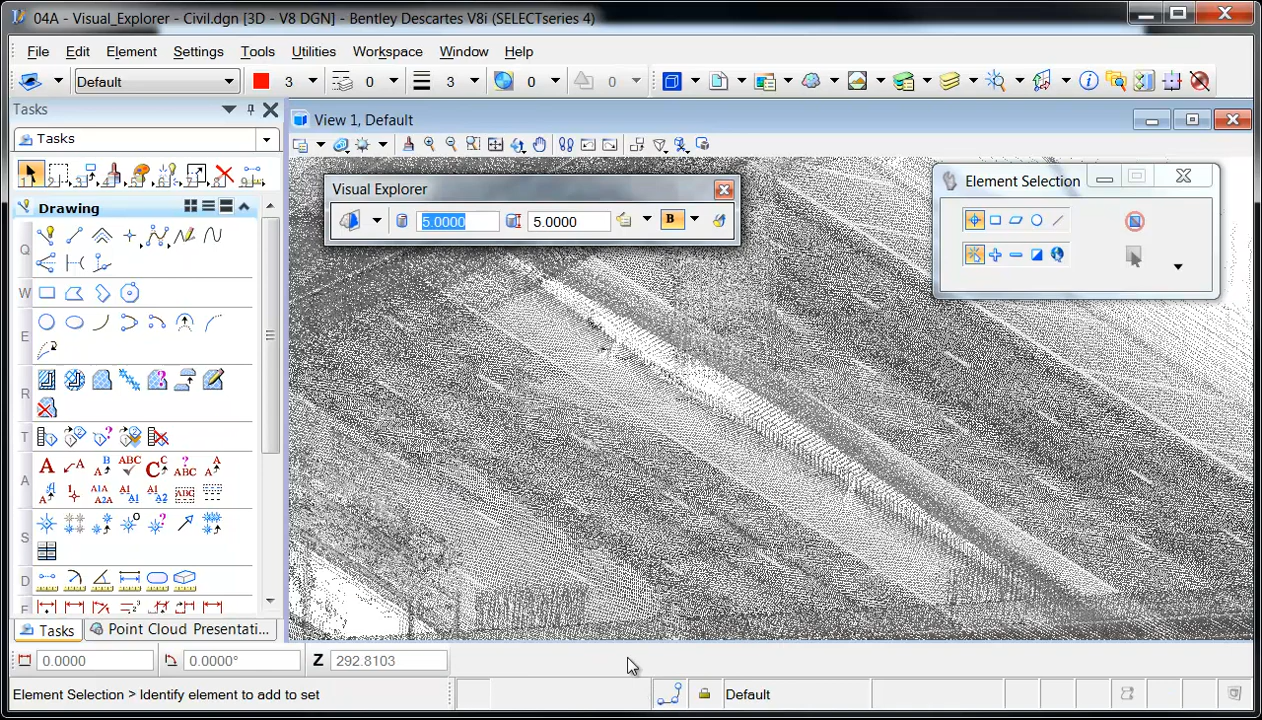 04A - Visual_Explorer - Civil.dgn [3D - V8 DGN] - Bentley Descartes V8i (SELECTseries 4)
File Edit Element Settings Tools Utilities Workspace Window Help
Default 3 0 3 0 0
Tasks
View 1, Default
Tasks
Visual Explorer
Element Selection
5.0000 5.0000 B
Drawing
Q
W
E
R
T
A
S
D
F
Tasks Point Cloud Presentati...
0.0000 0.0000° Z 292.8103
Element Selection > Identify element to add to set
Default